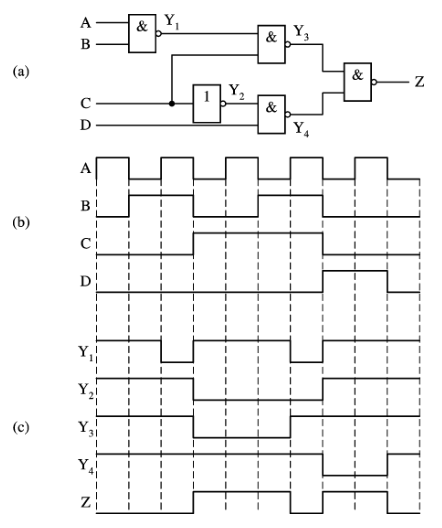 A & Y1
B
& Y3
(a)
& Z
C 1 Y2
D & Y4
A
B
(b)
C
D
Y1
Y2
(c) Y3
Y4
Z